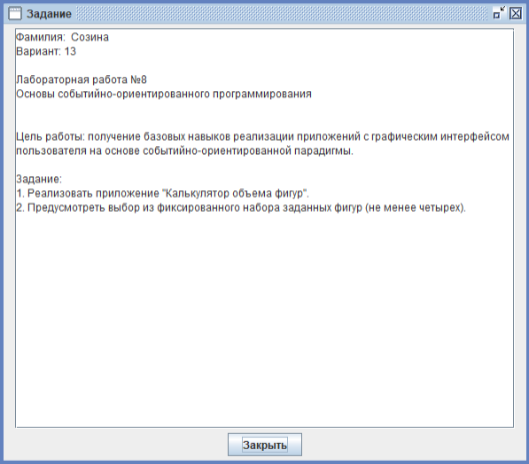 Задание
Фамилия:  Созина
Вариант: 13
Лабораторная работа №8
Основы событийно-ориентированного программирования
Цель работы: получение базовых навыков реализации приложений с графическим интерфейсом
пользователя на основе событийно-ориентированной парадигмы.
Задание:
1. Реализовать приложение "Калькулятор объема фигур".
2. Предусмотреть выбор из фиксированного набора заданных фигур (не менее четырех).
Закрыть